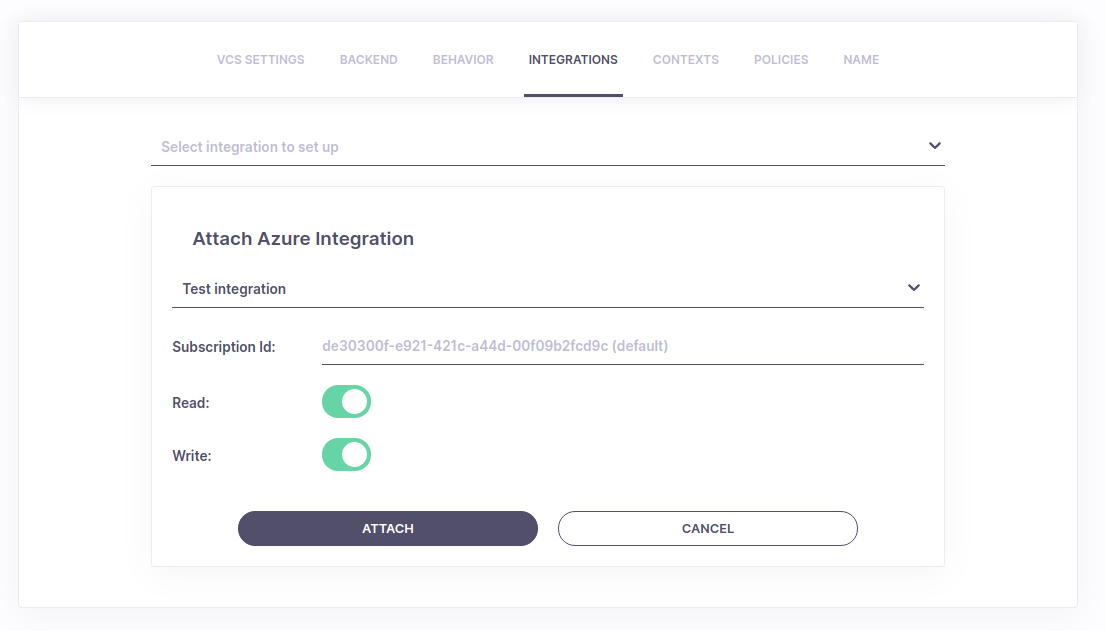 VCS SETTINGS BACKEND BEHAVIOR INTEGRATIONS CONTEXTS POLICIES NAME
Select integration to set up
Attach Azure Integration
Test integration
Subscription Id: de30300f-e921-421c-a44d-00f09b2fcd9c (default)
Read:
Write:
ATTACH CANCEL